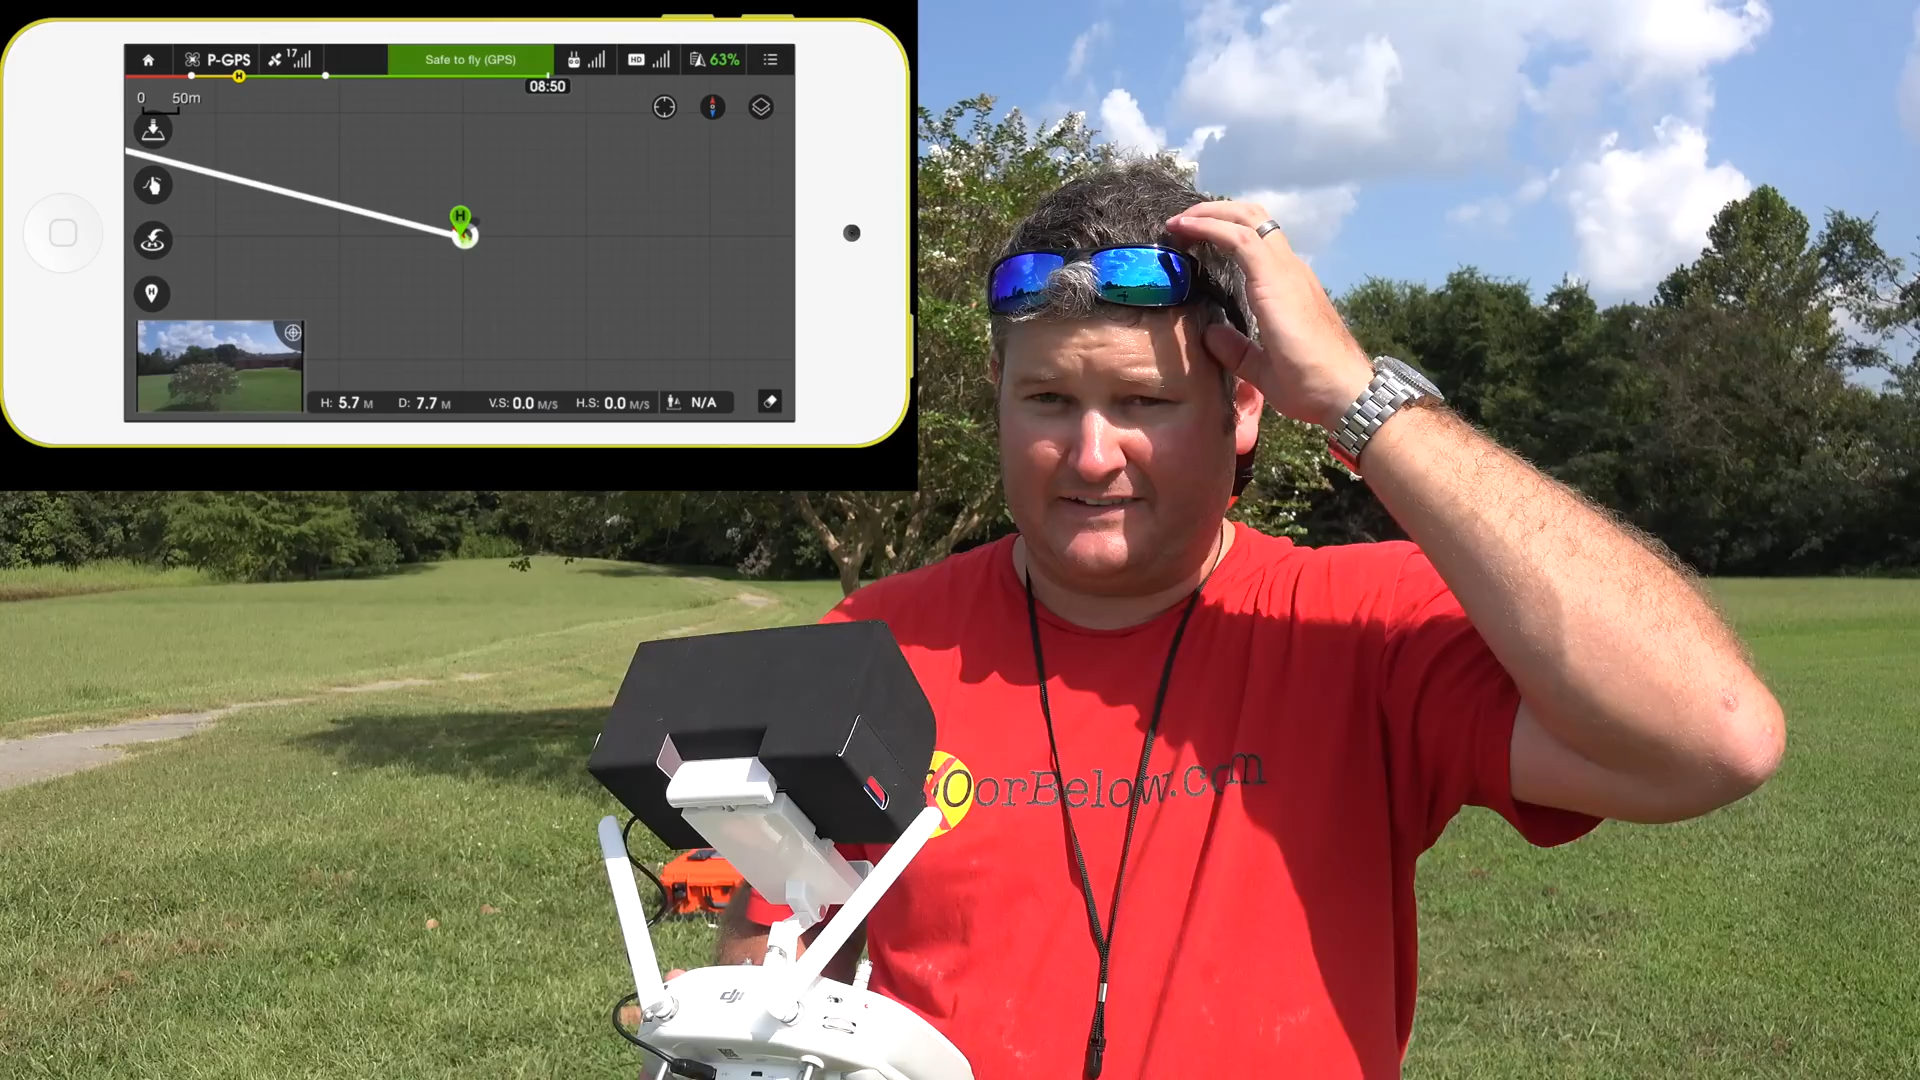 P-GPS
17
Safe to fly (GPS)
HD
63%
H
08:50
0 50m
H
H
H: 5.7 M D: 7.7 M V.S: 0.0 M/S H.S: 0.0 M/S N/A
OorBelow.com
dji